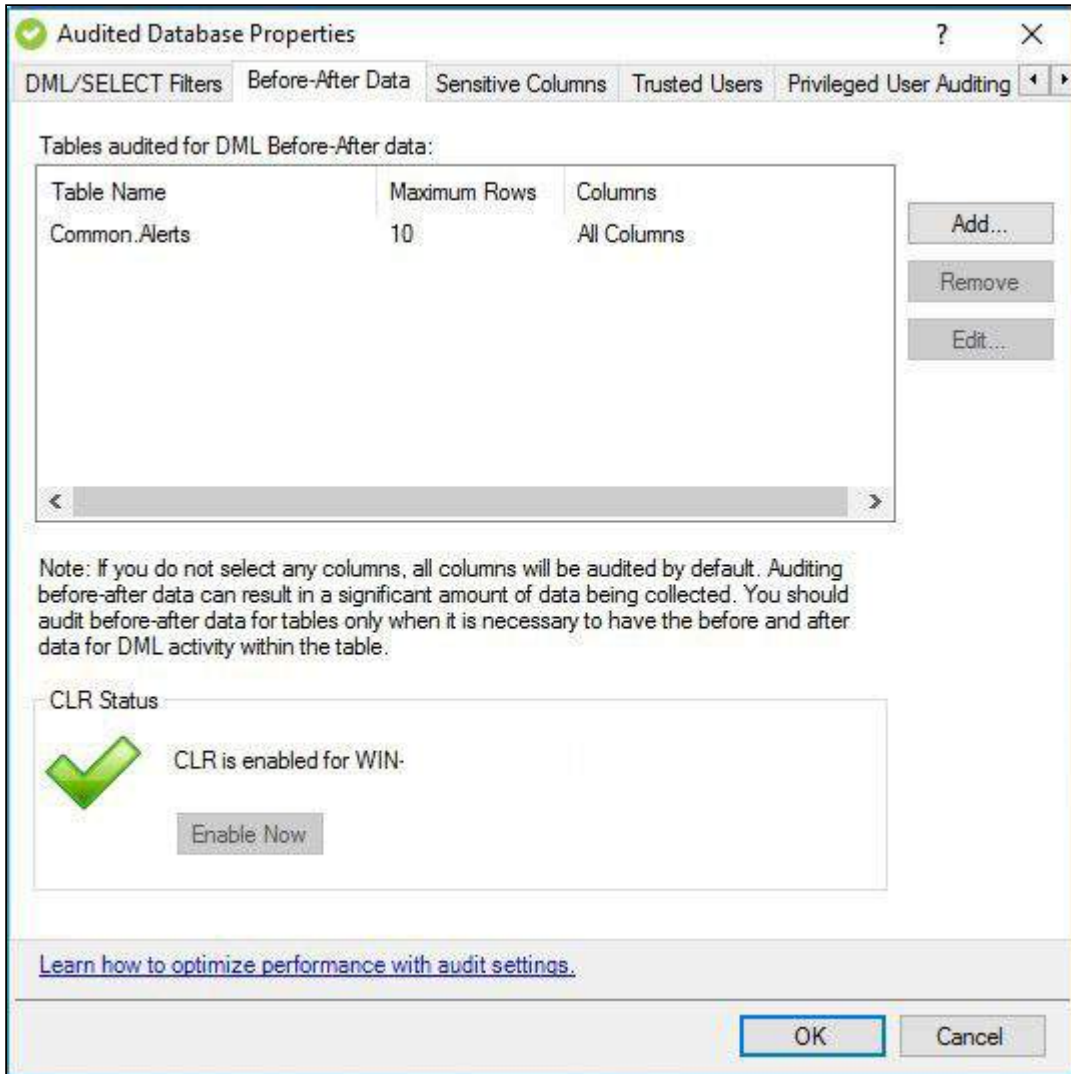 Audited Database Properties
? X
DML/SELECT Filters Before-After Data Sensitive Columns Trusted Users Privileged User Auditing
Tables audited for DML Before-After data:
Table Name Maximum Rows Columns
Common.Alerts 10 All Columns
Add...
Remove
Edit...
Note: If you do not select any columns, all columns will be audited by default. Auditing
before-after data can result in a significant amount of data being collected. You should
audit before-after data for tables only when it is necessary to have the before and after
data for DML activity within the table.
CLR Status
CLR is enabled for WIN-
Enable Now
Learn how to optimize performance with audit settings.
OK Cancel